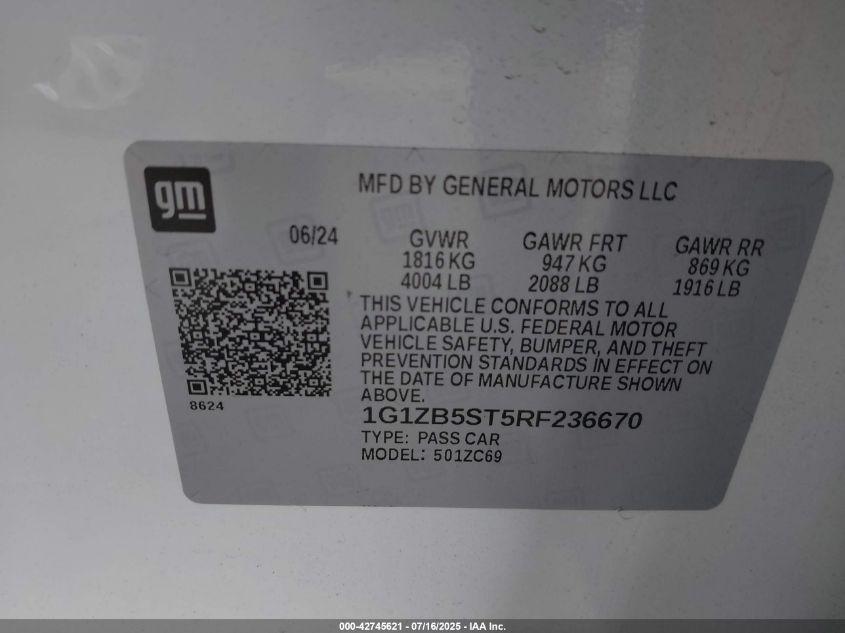 gm
MFD BY GENERAL MOTORS LLC
06/24
GVWR
1816 KG
4004 LB
GAWR FRT
947 KG
2088 LB
GAWR RR
869 KG
1916 LB
8624
THIS VEHICLE CONFORMS TO ALL
APPLICABLE U.S. FEDERAL MOTOR
VEHICLE SAFETY, BUMPER, AND THEFT
PREVENTION STANDARDS IN EFFECT ON
THE DATE OF MANUFACTURE SHOWN
ABOVE.
1G1ZB5ST5RF236670
TYPE: PASS CAR
MODEL: 501ZC69
000-42745621 - 07/16/2025 - IAA Inc.